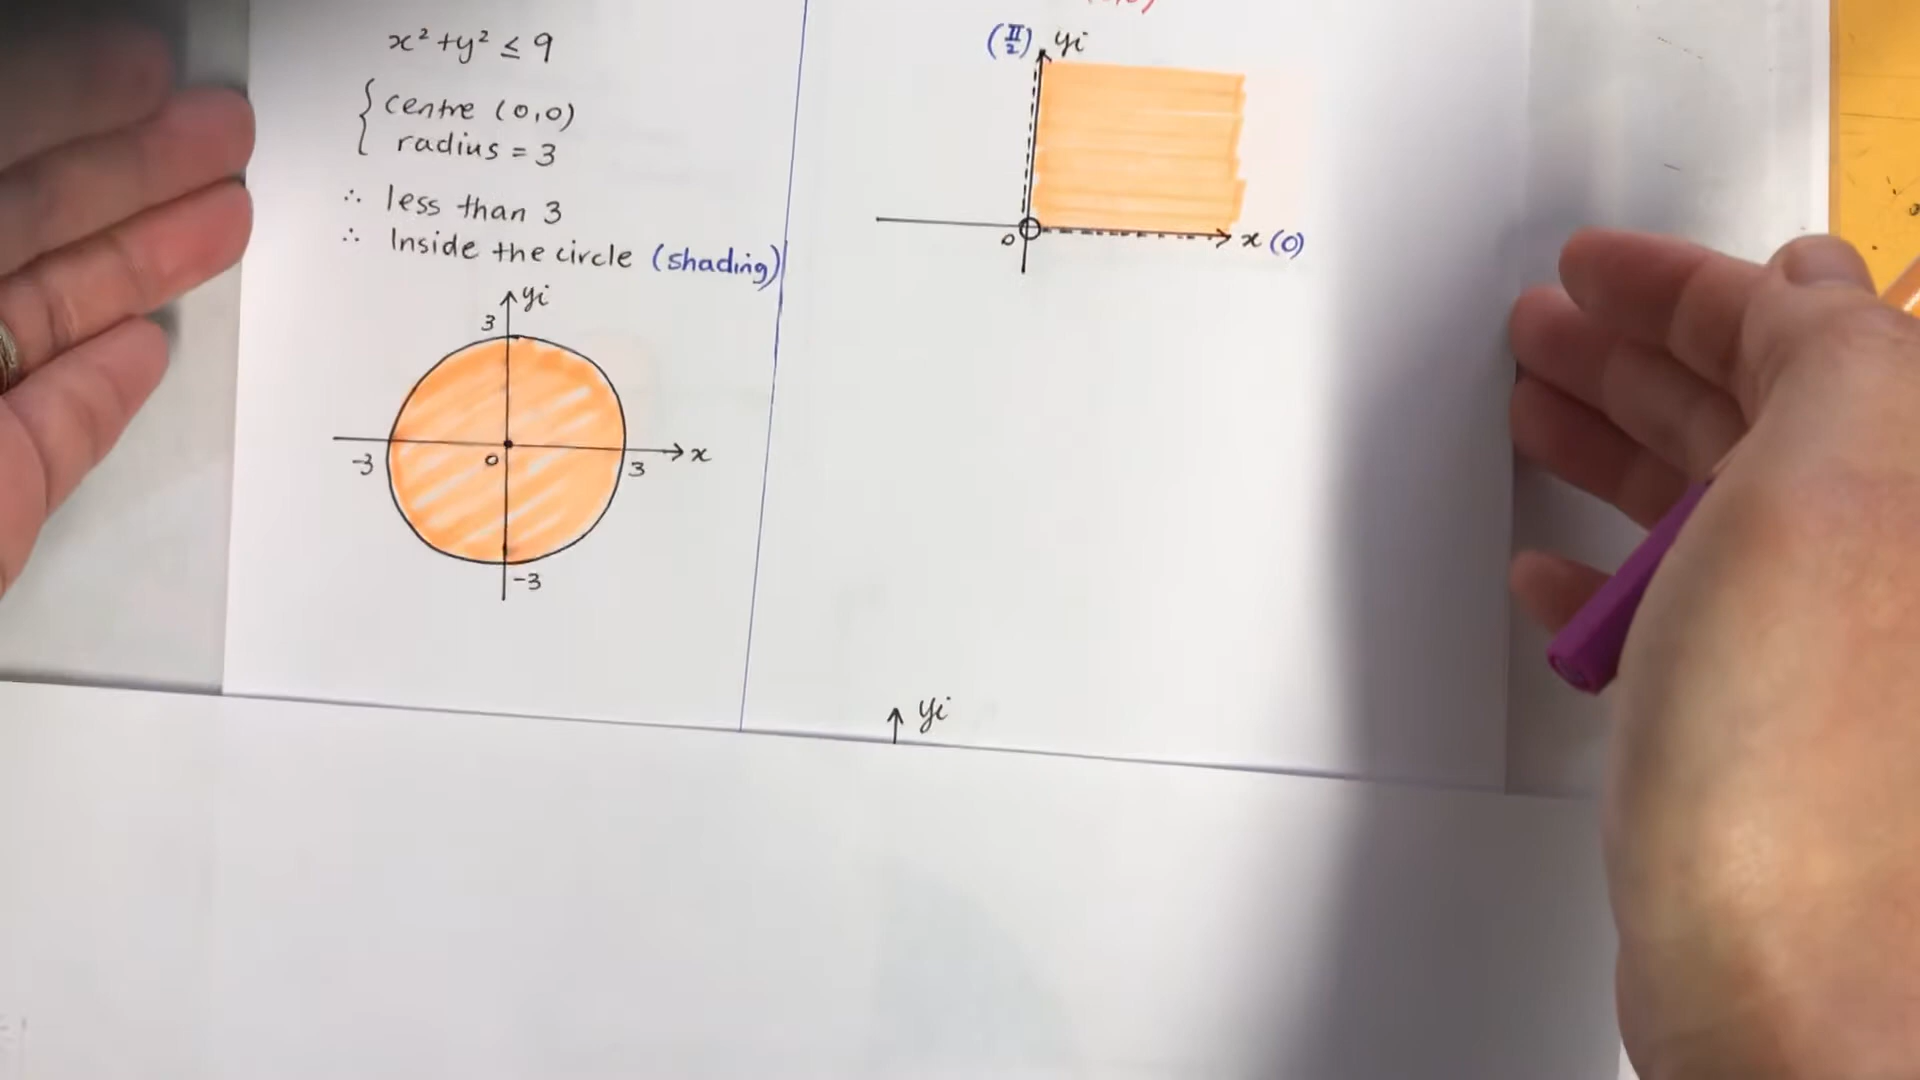 x² + y² ≤ 9
centre (0,0)
radius = 3
∴ less than 3
∴ Inside the circle (shading)
yi
3
-3
0
3
x
-3
(π/2) yi
0
x (0)
yi